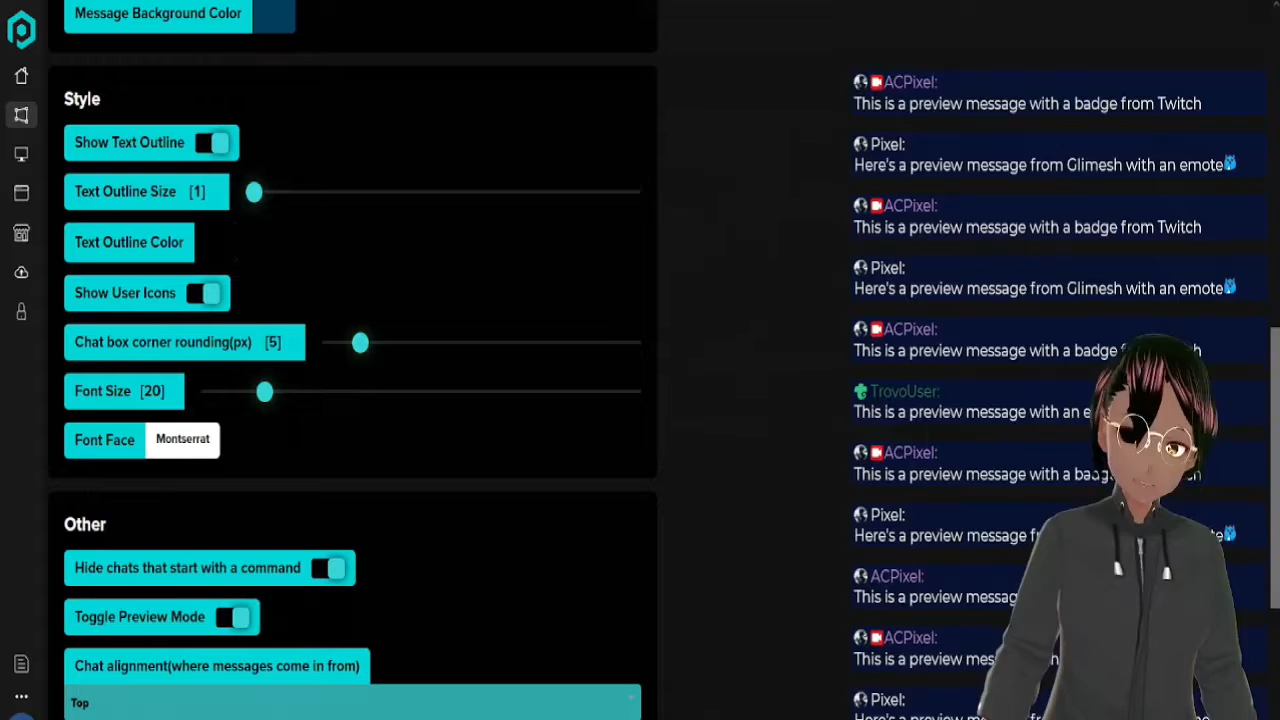 Message Background Color
Style
Show Text Outline
Text Outline Size [1]
Text Outline Color
Show User Icons
Chat box corner rounding(px) [5]
Font Size [20]
Font Face Montserrat
Other
Hide chats that start with a command
Toggle Preview Mode
Chat alignment(where messages come in from)
Top
ACPixel:
This is a preview message with a badge from Twitch
Pixel:
Here's a preview message from Glimesh with an emote
ACPixel:
This is a preview message with a badge from Twitch
Pixel:
Here's a preview message from Glimesh with an emote
ACPixel:
This is a preview message with a badge
TrovoUser:
This is a preview message with an
ACPixel:
This is a preview message with a
Pixel:
Here's a preview message
ACPixel:
This is a preview
ACPixel:
This is a preview
Pixel:
Here's a preview message